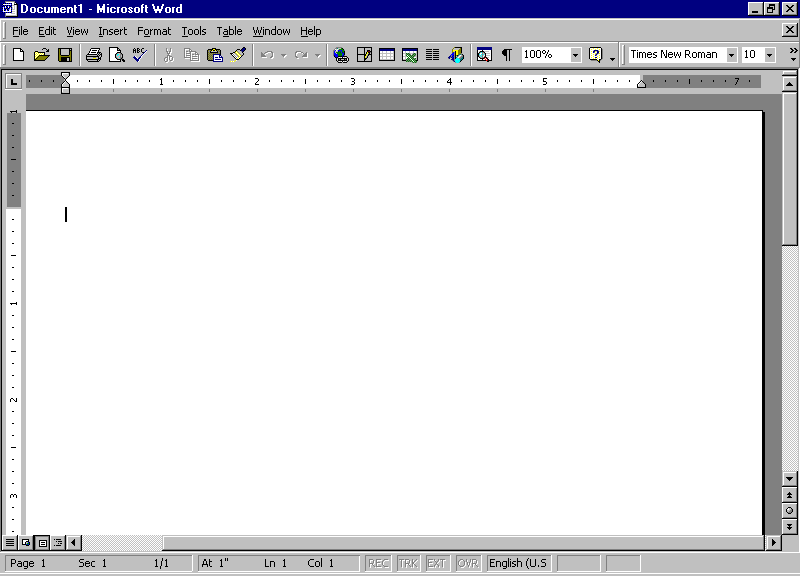 Document1 - Microsoft Word
File Edit View Insert Format Tools Table Window Help
ABC 100% Times New Roman 10
1 2 3 4 5 7
1
1
2
3
Page 1 Sec 1 1/1 At 1" Ln 1 Col 1 REC TRK EXT OVR English (U.S